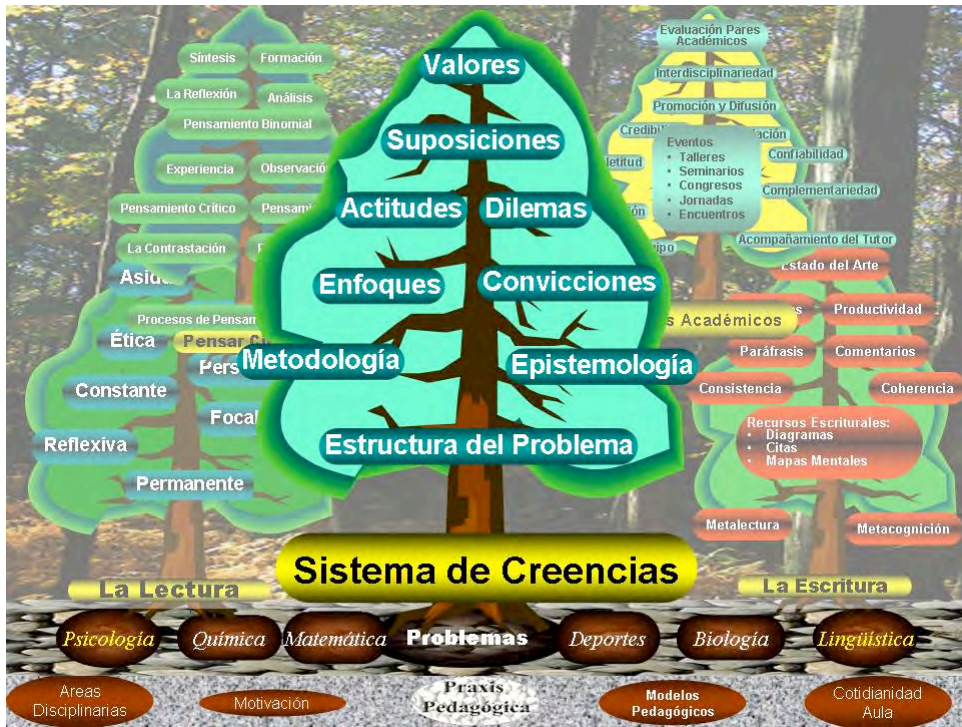 Síntesis
Formación
La Reflexión
Análisis
Pensamiento Binomial
Experiencia
Pensamiento Crítico
La Contrastación
Procesos de
Ética
Pensar
Constante
Reflexiva
Permanente
La Lectura
Valores
Suposiciones
Actitudes
Dilemas
Enfoques
Convicciones
Metodología
Epistemología
Estructura del Problema
Sistema de Creencias
Evaluación Pares
Académicos
Interdisciplinariedad
Promoción y Difusión
Eventos
• Talleres
• Seminarios
• Congresos
• Jornadas
• Encuentros
Confiabilidad
Complementariedad
Acompañamiento del Tutor
Estado del Arte
Académicos
Productividad
Paráfrasis
Comentarios
Consistencia
Coherencia
Recursos Escriturales:
• Diagramas
• Citas
• Mapas Mentales
Metalectura
Metacognición
La Escritura
Psicología
Química
Matemática
Problemas
Deportes
Biología
Lingüística
Areas
Disciplinarias
Motivación
Praxis
Pedagógica
Modelos
Pedagógicos
Cotidianidad
Aula